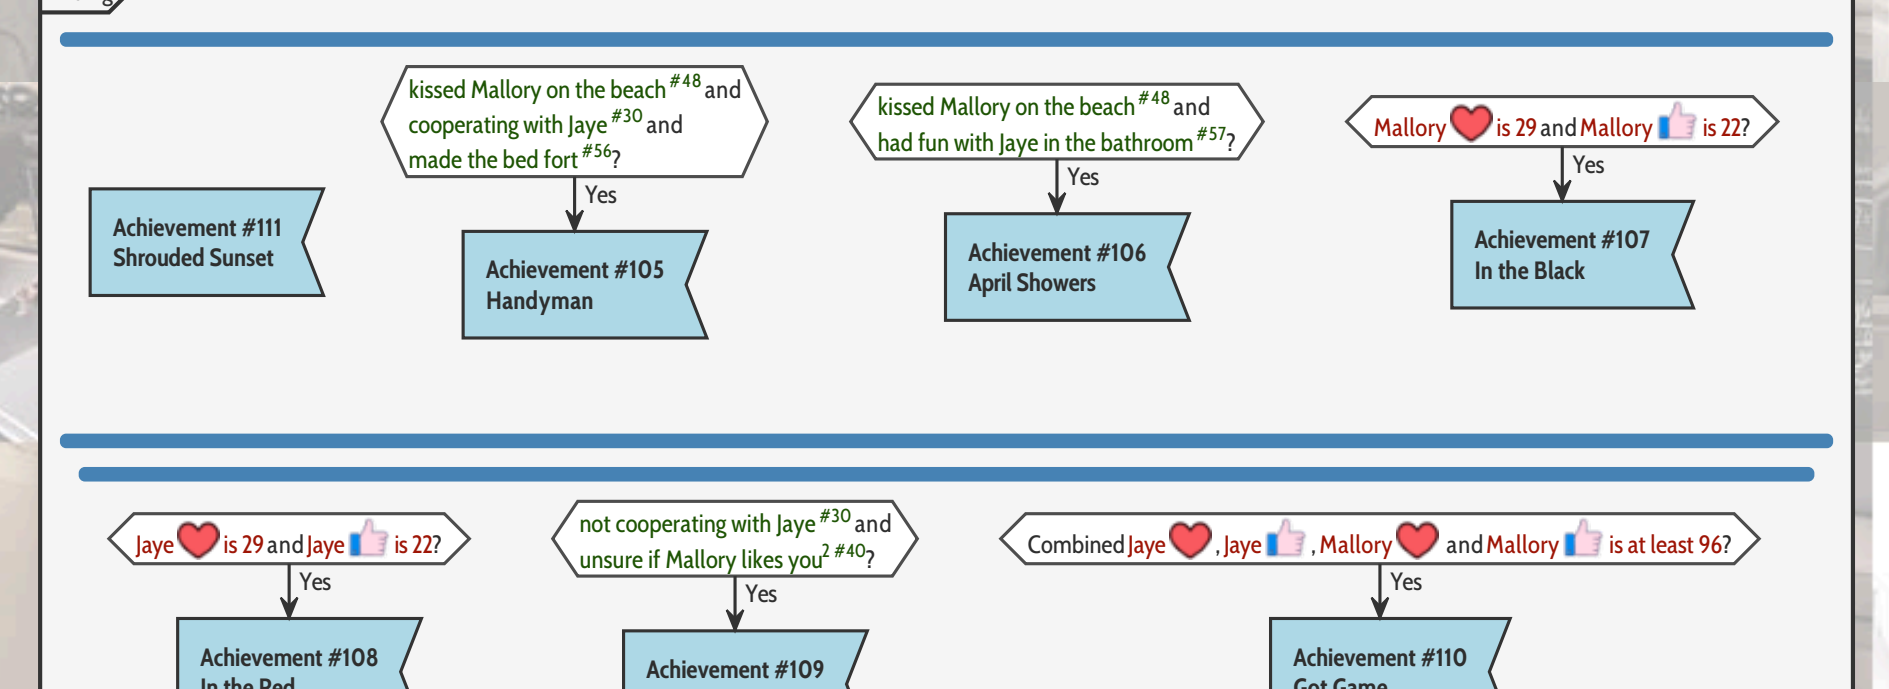 kissed Mallory on the beach #48 and
cooperating with Jaye #30 and
made the bed fort #56?
Yes
kissed Mallory on the beach #48 and
had fun with Jaye in the bathroom #57?
Yes
Mallory ❤️ is 29 and Mallory 👍 is 22?
Yes
Achievement #111
Shrouded Sunset
Achievement #105
Handyman
Achievement #106
April Showers
Achievement #107
In the Black
Jaye ❤️ is 29 and Jaye 👍 is 22?
Yes
not cooperating with Jaye #30 and
unsure if Mallory likes you2 #40?
Yes
Combined Jaye ❤️, Jaye 👍, Mallory ❤️ and Mallory 👍 is at least 96?
Yes
Achievement #108
In the Red
Achievement #109
Achievement #110
Got Game